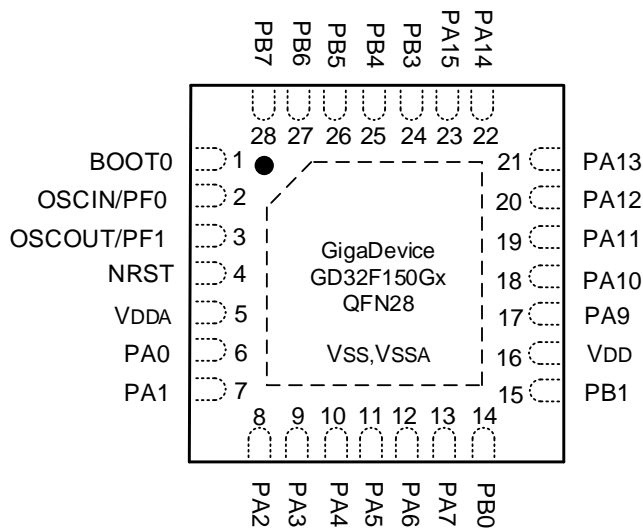 PB7 PB6 PB5 PB4 PB3 PA15 PA14
28 27 26 25 24 23 22
BOOT0 1 21 PA13
OSCIN/PF0 2 20 PA12
OSCOUT/PF1 3 19 PA11
NRST 4 18 PA10
VDDA 5 17 PA9
PA0 6 16 VDD
PA1 7 15 PB1
GigaDevice
GD32F150Gx
QFN28
VSS,VSSA
8 9 10 11 12 13 14
PA2 PA3 PA4 PA5 PA6 PA7 PB0